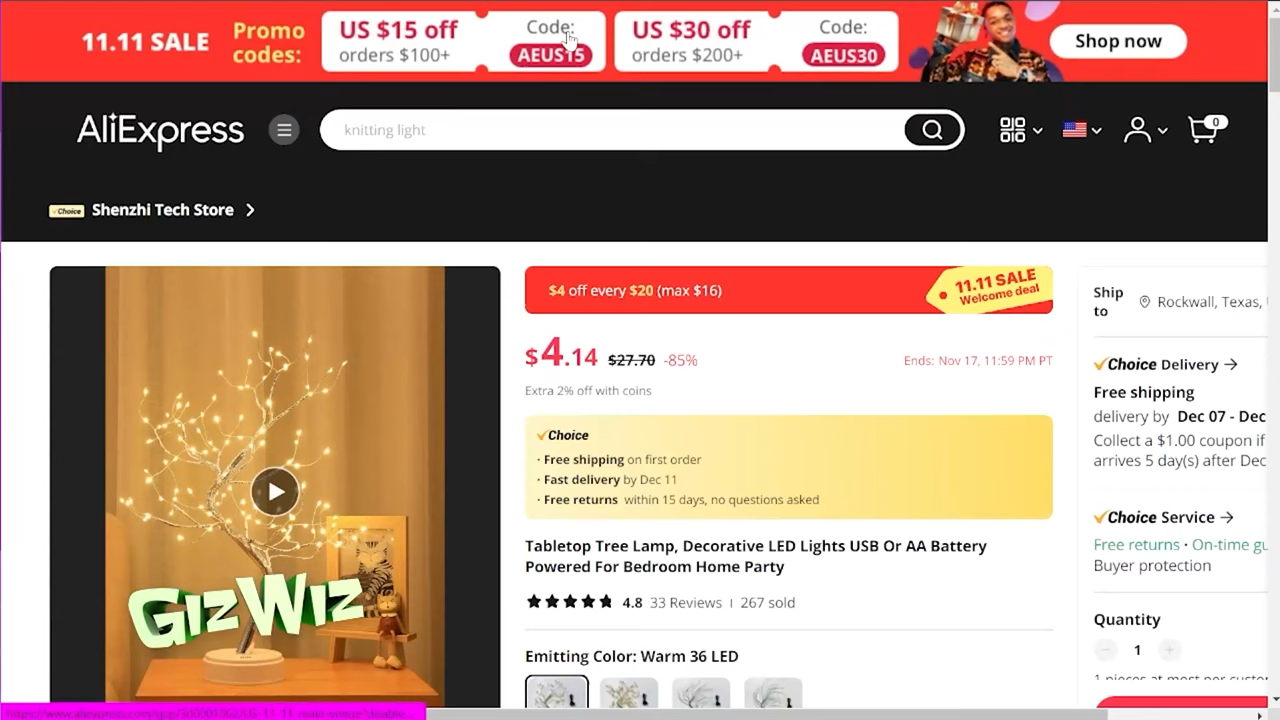 11.11 SALE
Promo codes:
US $15 off
orders $100+
Code:
AEUS15
US $30 off
orders $200+
Code:
AEUS30
Shop now
AliExpress
knitting light
0
Choice Shenzhi Tech Store
$4 off every $20 (max $16)
11.11 SALE
Welcome deal
$4.14 $27.70 -85%
Ends: Nov 17, 11:59 PM PT
Extra 2% off with coins
Choice
· Free shipping on first order
· Fast delivery by Dec 11
· Free returns within 15 days, no questions asked
Tabletop Tree Lamp, Decorative LED Lights USB Or AA Battery
Powered For Bedroom Home Party
4.8 33 Reviews | 267 sold
Emitting Color: Warm 36 LED
GizWiz
Ship to
Rockwall, Texas,
Choice Delivery
Free shipping
delivery by Dec 07 - Dec
Collect a $1.00 coupon if
arrives 5 day(s) after Dec
Choice Service
Free returns · On-time gu
Buyer protection
Quantity
- 1 +